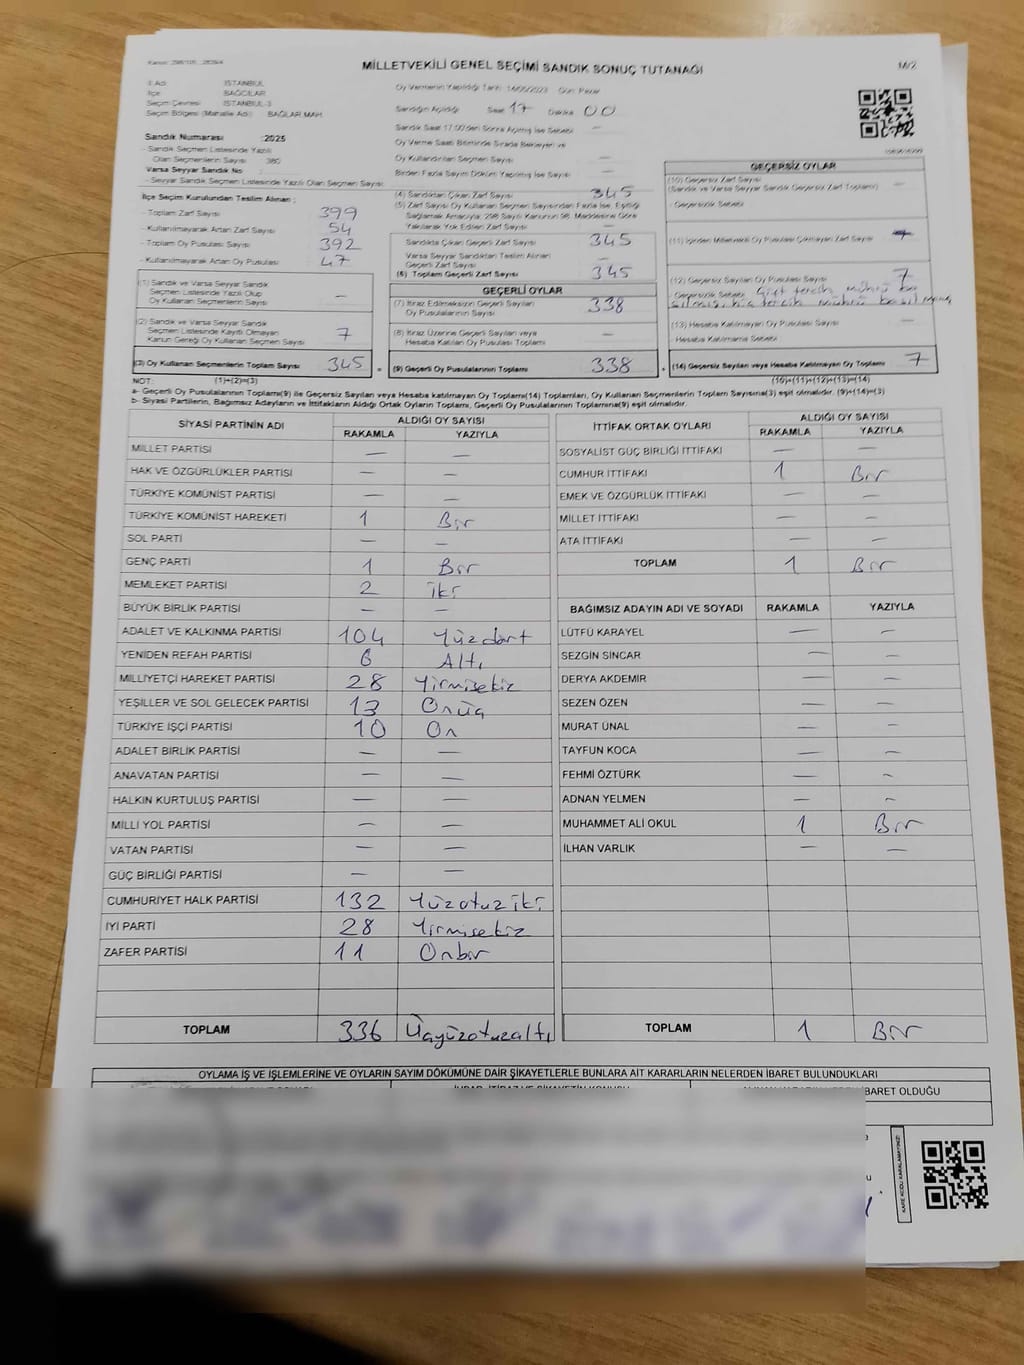 MİLLETVEKİLİ GENEL SEÇİMİ SANDIK SONUÇ TUTANAĞI
M/2
İl Adı İSTANBUL
İlçe BAĞCILAR
Seçim Çevresi İSTANBUL-3
Seçim Bölgesi (Mahalle Adı) BAĞLAR MAH.
Oy Vermenin Yapıldığı Tarih 14/05/2023 Gün Pazar
Sandığın Açıldığı Saat 17 Dakika 00
Sandık Numarası :2025
- Sandık Seçmen Listesinde Yazılı
Olan Seçmenlerin Sayısı 380
Varsa Seyyar Sandık No :
- Seyyar Sandık Listesinde Yazılı Olan Seçmen Sayısı:
İlçe Seçim Kurulundan Teslim Alınan ;
- Toplam Zarf Sayısı 399
- Kullanılmayarak Artan Zarf Sayısı 54
- Toplam Oy Pusulası Sayısı 392
- Kullanılmayarak Artan Oy Pusulası 47
(1) Sandık ve Varsa Seyyar Sandık
Seçmen Listesinde Yazılı Olup
Oy Kullanan Seçmenlerin Sayısı —
(2) Sandık ve Varsa Seyyar Sandık
Seçmen Listesinde Kayıtlı Olmayan
Kanun Gereği Oy Kullanan Seçmen Sayısı 7
(3) Oy Kullanan Seçmenlerin Toplam Sayısı 345
Sandık Saat 17:00'den Sonra Açılmış İse Sebebi —
Oy Verme Saati Bitiminde Sırada Bekleyen ve
Oy Kullandırılan Seçmen Sayısı —
Birden Fazla Sayım Döküm Yapılmış İse Sayısı —
(4) Sandıktan Çıkan Zarf Sayısı 345
(5) Zarf Sayısı Oy Kullanan Seçmen Sayısından Fazla İse, Eşitliği
Sağlamak Amacıyla, 298 Sayılı Kanunun 98. Maddesine Göre
Yakılarak Yok Edilen Zarf Sayısı —
Sandıkta Çıkan Geçerli Zarf Sayısı 345
Varsa Seyyar Sandıktan Teslim Alınan
Geçerli Zarf Sayısı —
(6) Toplam Geçerli Zarf Sayısı 345
GEÇERLİ OYLAR
(7) İtiraz Edilmeksizin Geçerli Sayılan
Oy Pusulalarının Sayısı 338
(8) İtiraz Üzerine Geçerli Sayılan veya
Hesaba Katılan Oy Pusulası Toplamı —
(9) Geçerli Oy Pusulalarının Toplamı 338
GEÇERSİZ OYLAR
(10) Geçersiz Zarf Sayısı —
(Sandık ve Varsa Seyyar Sandık Geçersiz Zarf Toplamı)
- Geçersizlik Sebebi
(11) İçinden Milletvekili Oy Pusulası Çıkmayan Zarf Sayısı
(12) Geçersiz Sayılan Oy Pusulası Sayısı 7
- Geçersizlik Sebebi Çift tercih mührü ba
sılmış, hiç tercih mührü basılmamış
(13) Hesaba Katılmayan Oy Pusulası Sayısı —
- Hesaba Katılmama Sebebi
(14) Geçersiz Sayılan veya Hesaba Katılmayan Oy Toplamı 7
NOT: (1)+(2)=(3) (10)+(11)+(12)+(13)=(14)
a- Geçerli Oy Pusulalarının Toplamı(9) ile Geçersiz Sayılan veya Hesaba katılmayan Oy Toplamı(14) Toplamları, Oy Kullanan Seçmenlerin Toplam Sayısına(3) eşit olmalıdır. (9)+(14)=(3)
b- Siyasi Partilerin, Bağımsız Adayların ve İttifakların Aldığı Ortak Oyların Toplamı, Geçerli Oy Pusulalarının Toplamına(9) eşit olmalıdır.
SİYASİ PARTİNİN ADI ALDIĞI OY SAYISI
RAKAMLA YAZIYLA
MİLLET PARTİSİ — —
HAK VE ÖZGÜRLÜKLER PARTİSİ — —
TÜRKİYE KOMÜNİST PARTİSİ — —
TÜRKİYE KOMÜNİST HAREKETİ 1 Bir
SOL PARTİ — —
GENÇ PARTİ 1 Bir
MEMLEKET PARTİSİ 2 İki
BÜYÜK BİRLİK PARTİSİ — —
ADALET VE KALKINMA PARTİSİ 104 Yüzdört
YENİDEN REFAH PARTİSİ 6 Altı
MİLLİYETÇİ HAREKET PARTİSİ 28 Yirmisekiz
YEŞİLLER VE SOL GELECEK PARTİSİ 13 Onüç
TÜRKİYE İŞÇİ PARTİSİ 10 On
ADALET BİRLİK PARTİSİ — —
ANAVATAN PARTİSİ — —
HALKIN KURTULUŞ PARTİSİ — —
MİLLİ YOL PARTİSİ — —
VATAN PARTİSİ — —
GÜÇ BİRLİĞİ PARTİSİ — —
CUMHURİYET HALK PARTİSİ 132 Yüzotuziki
İYİ PARTİ 28 Yirmisekiz
ZAFER PARTİSİ 11 Onbir
TOPLAM 336 Üçyüzotuzaltı
İTTİFAK ORTAK OYLARI ALDIĞI OY SAYISI
RAKAMLA YAZIYLA
SOSYALİST GÜÇ BİRLİĞİ İTTİFAKI — —
CUMHUR İTTİFAKI 1 Bir
EMEK VE ÖZGÜRLÜK İTTİFAKI — —
MİLLET İTTİFAKI — —
ATA İTTİFAKI — —
TOPLAM 1 Bir
BAĞIMSIZ ADAYIN ADI VE SOYADI RAKAMLA YAZIYLA
LÜTFÜ KARAYEL — —
SEZGİN SİNCAR — —
DERYA AKDEMİR — —
SEZEN ÖZEN — —
MURAT ÜNAL — —
TAYFUN KOCA — —
FEHMİ ÖZTÜRK — —
ADNAN YELMEN — —
MUHAMMET ALİ OKUL 1 Bir
İLHAN VARLIK — —
TOPLAM 1 Bir
OYLAMA İŞ VE İŞLEMLERİNE VE OYLARIN SAYIM DÖKÜMÜNE DAİR ŞİKAYETLERLE BUNLARA AİT KARARLARIN NELERDEN İBARET BULUNDUKLARI
İBARET OLDUĞU
KARE KODU KARALAMAYINIZ!